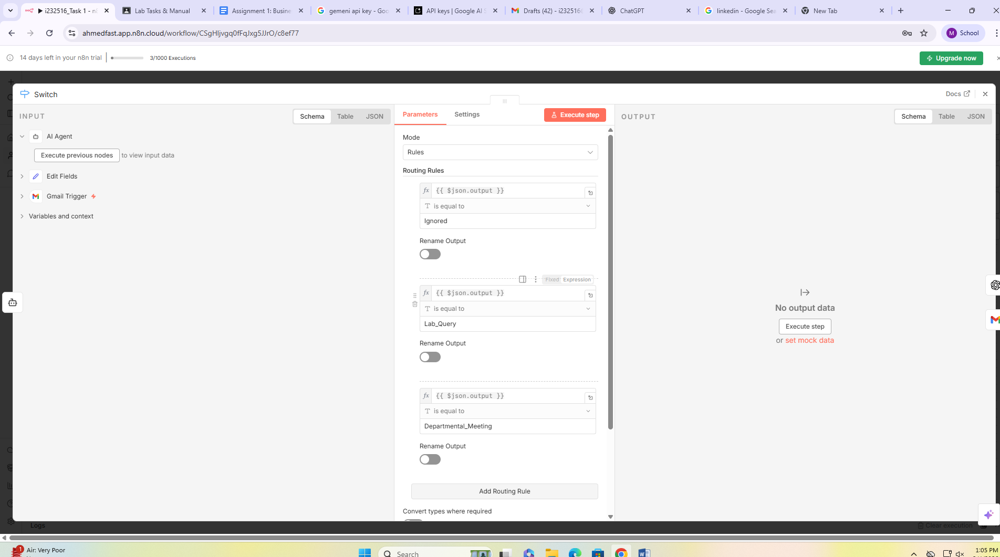 i232516_Task 1 - n8
Lab Tasks & Manual
Assignment 1: Busine
gemeni api key - Goo
API keys | Google AI S
Drafts (42) - i232516@
ChatGPT
linkedin - Google Sea
New Tab
ahmedfast.app.n8n.cloud/workflow/CSgHIjvgq0fFqJxg5JJrO/c8ef77
M School
14 days left in your n8n trial
3/1000 Executions
Upgrade now
Switch
Docs
INPUT
Schema Table JSON
Parameters Settings
Execute step
OUTPUT
Schema Table JSON
AI Agent
Execute previous nodes to view input data
Edit Fields
Gmail Trigger
Variables and context
Mode
Rules
Routing Rules
fx {{ $json.output }}
T is equal to
Ignored
Rename Output
Fixed Expression
fx {{ $json.output }}
T is equal to
Lab_Query
Rename Output
fx {{ $json.output }}
T is equal to
Departmental_Meeting
Rename Output
Add Routing Rule
Convert types where required
No output data
Execute step
or set mock data
Logs
Clear execution
1
Air: Very Poor
Search
1:05 PM